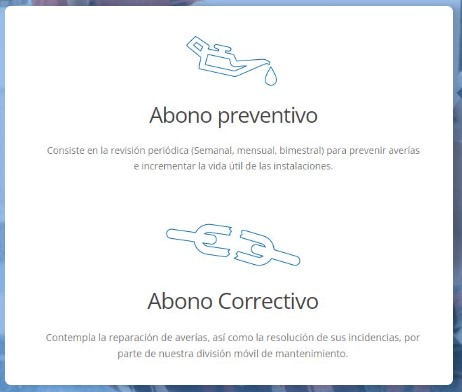 Abono preventivo
Consiste en la revisión periódica (Semanal, mensual, bimestral) para prevenir averías
e incrementar la vida útil de las instalaciones.
Abono Correctivo
Contempla la reparación de averías, así como la resolución de sus incidencias, por
parte de nuestra división móvil de mantenimiento.